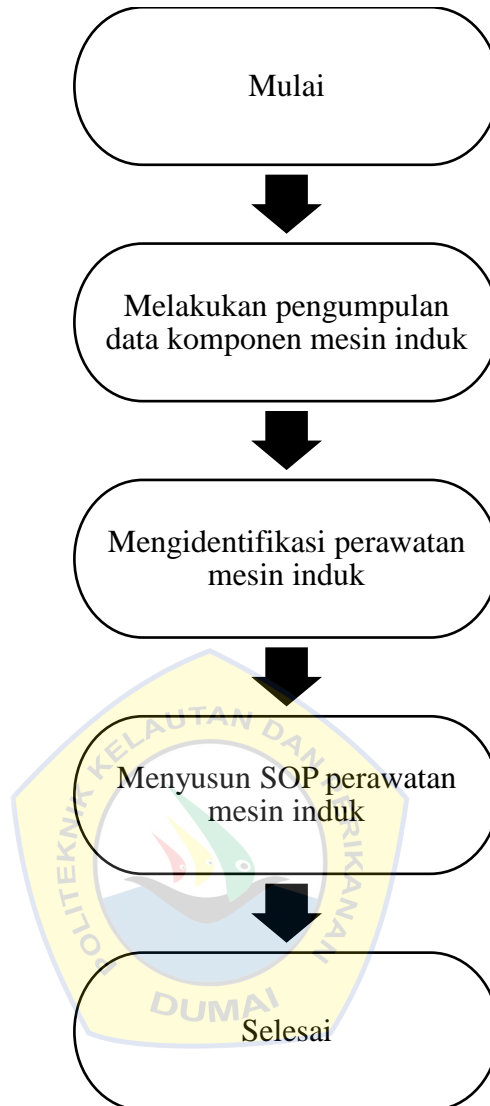 Mulai
Melakukan pengumpulan
data komponen mesin induk
Mengidentifikasi perawatan
mesin induk
Menyusun SOP perawatan
mesin induk
Selesai
POLITEKNIK KELAUTAN DAN PERIKANAN
DUMAI